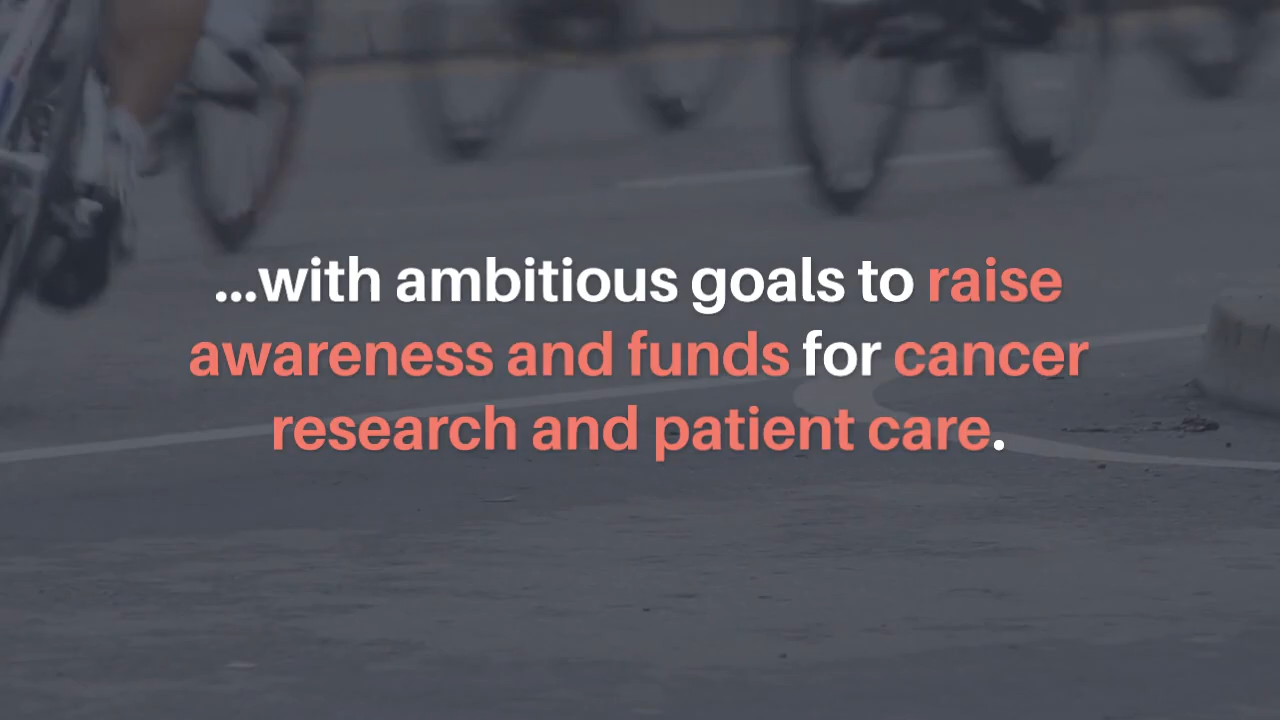 ...with ambitious goals to raise
awareness and funds for cancer
research and patient care.